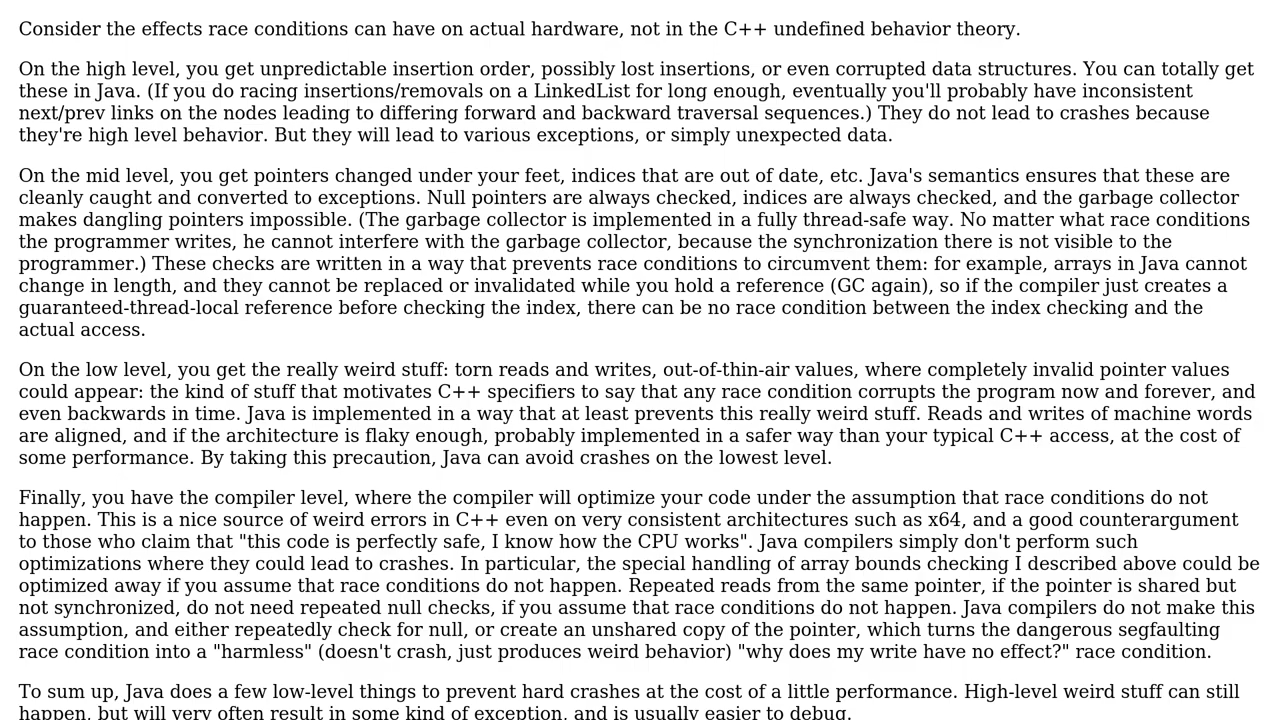 Consider the effects race conditions can have on actual hardware, not in the C++ undefined behavior theory.
On the high level, you get unpredictable insertion order, possibly lost insertions, or even corrupted data structures. You can totally get
these in Java. (If you do racing insertions/removals on a LinkedList for long enough, eventually you'll probably have inconsistent
next/prev links on the nodes leading to differing forward and backward traversal sequences.) They do not lead to crashes because
they're high level behavior. But they will lead to various exceptions, or simply unexpected data.
On the mid level, you get pointers changed under your feet, indices that are out of date, etc. Java's semantics ensures that these are
cleanly caught and converted to exceptions. Null pointers are always checked, indices are always checked, and the garbage collector
makes dangling pointers impossible. (The garbage collector is implemented in a fully thread-safe way. No matter what race conditions
the programmer writes, he cannot interfere with the garbage collector, because the synchronization there is not visible to the
programmer.) These checks are written in a way that prevents race conditions to circumvent them: for example, arrays in Java cannot
change in length, and they cannot be replaced or invalidated while you hold a reference (GC again), so if the compiler just creates a
guaranteed-thread-local reference before checking the index, there can be no race condition between the index checking and the
actual access.
On the low level, you get the really weird stuff: torn reads and writes, out-of-thin-air values, where completely invalid pointer values
could appear: the kind of stuff that motivates C++ specifiers to say that any race condition corrupts the program now and forever, and
even backwards in time. Java is implemented in a way that at least prevents this really weird stuff. Reads and writes of machine words
are aligned, and if the architecture is flaky enough, probably implemented in a safer way than your typical C++ access, at the cost of
some performance. By taking this precaution, Java can avoid crashes on the lowest level.
Finally, you have the compiler level, where the compiler will optimize your code under the assumption that race conditions do not
happen. This is a nice source of weird errors in C++ even on very consistent architectures such as x64, and a good counterargument
to those who claim that "this code is perfectly safe, I know how the CPU works". Java compilers simply don't perform such
optimizations where they could lead to crashes. In particular, the special handling of array bounds checking I described above could be
optimized away if you assume that race conditions do not happen. Repeated reads from the same pointer, if the pointer is shared but
not synchronized, do not need repeated null checks, if you assume that race conditions do not happen. Java compilers do not make this
assumption, and either repeatedly check for null, or create an unshared copy of the pointer, which turns the dangerous segfaulting
race condition into a "harmless" (doesn't crash, just produces weird behavior) "why does my write have no effect?" race condition.
To sum up, Java does a few low-level things to prevent hard crashes at the cost of a little performance. High-level weird stuff can still
happen, but will very often result in some kind of exception, and is usually easier to debug.